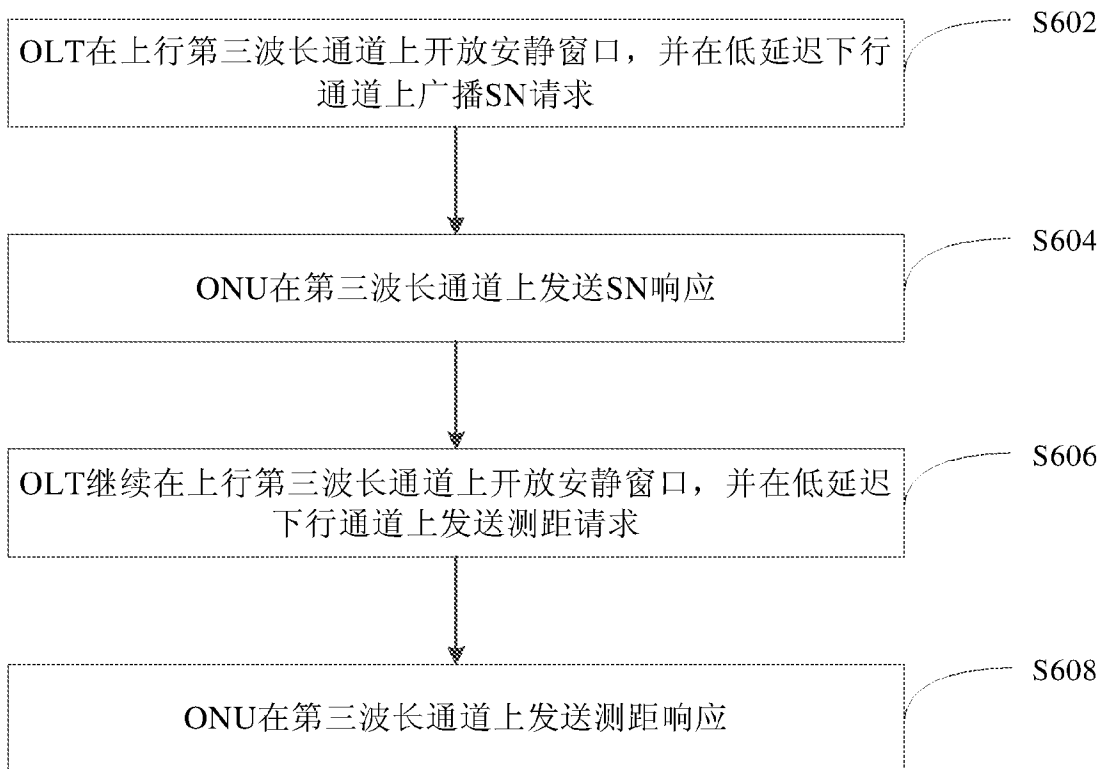 S602
OLT在上行第三波长通道上开放安静窗口，并在低延迟下行
通道上广播SN请求
S604
ONU在第三波长通道上发送SN响应
S606
OLT继续在上行第三波长通道上开放安静窗口，并在低延迟
下行通道上发送测距请求
S608
ONU在第三波长通道上发送测距响应